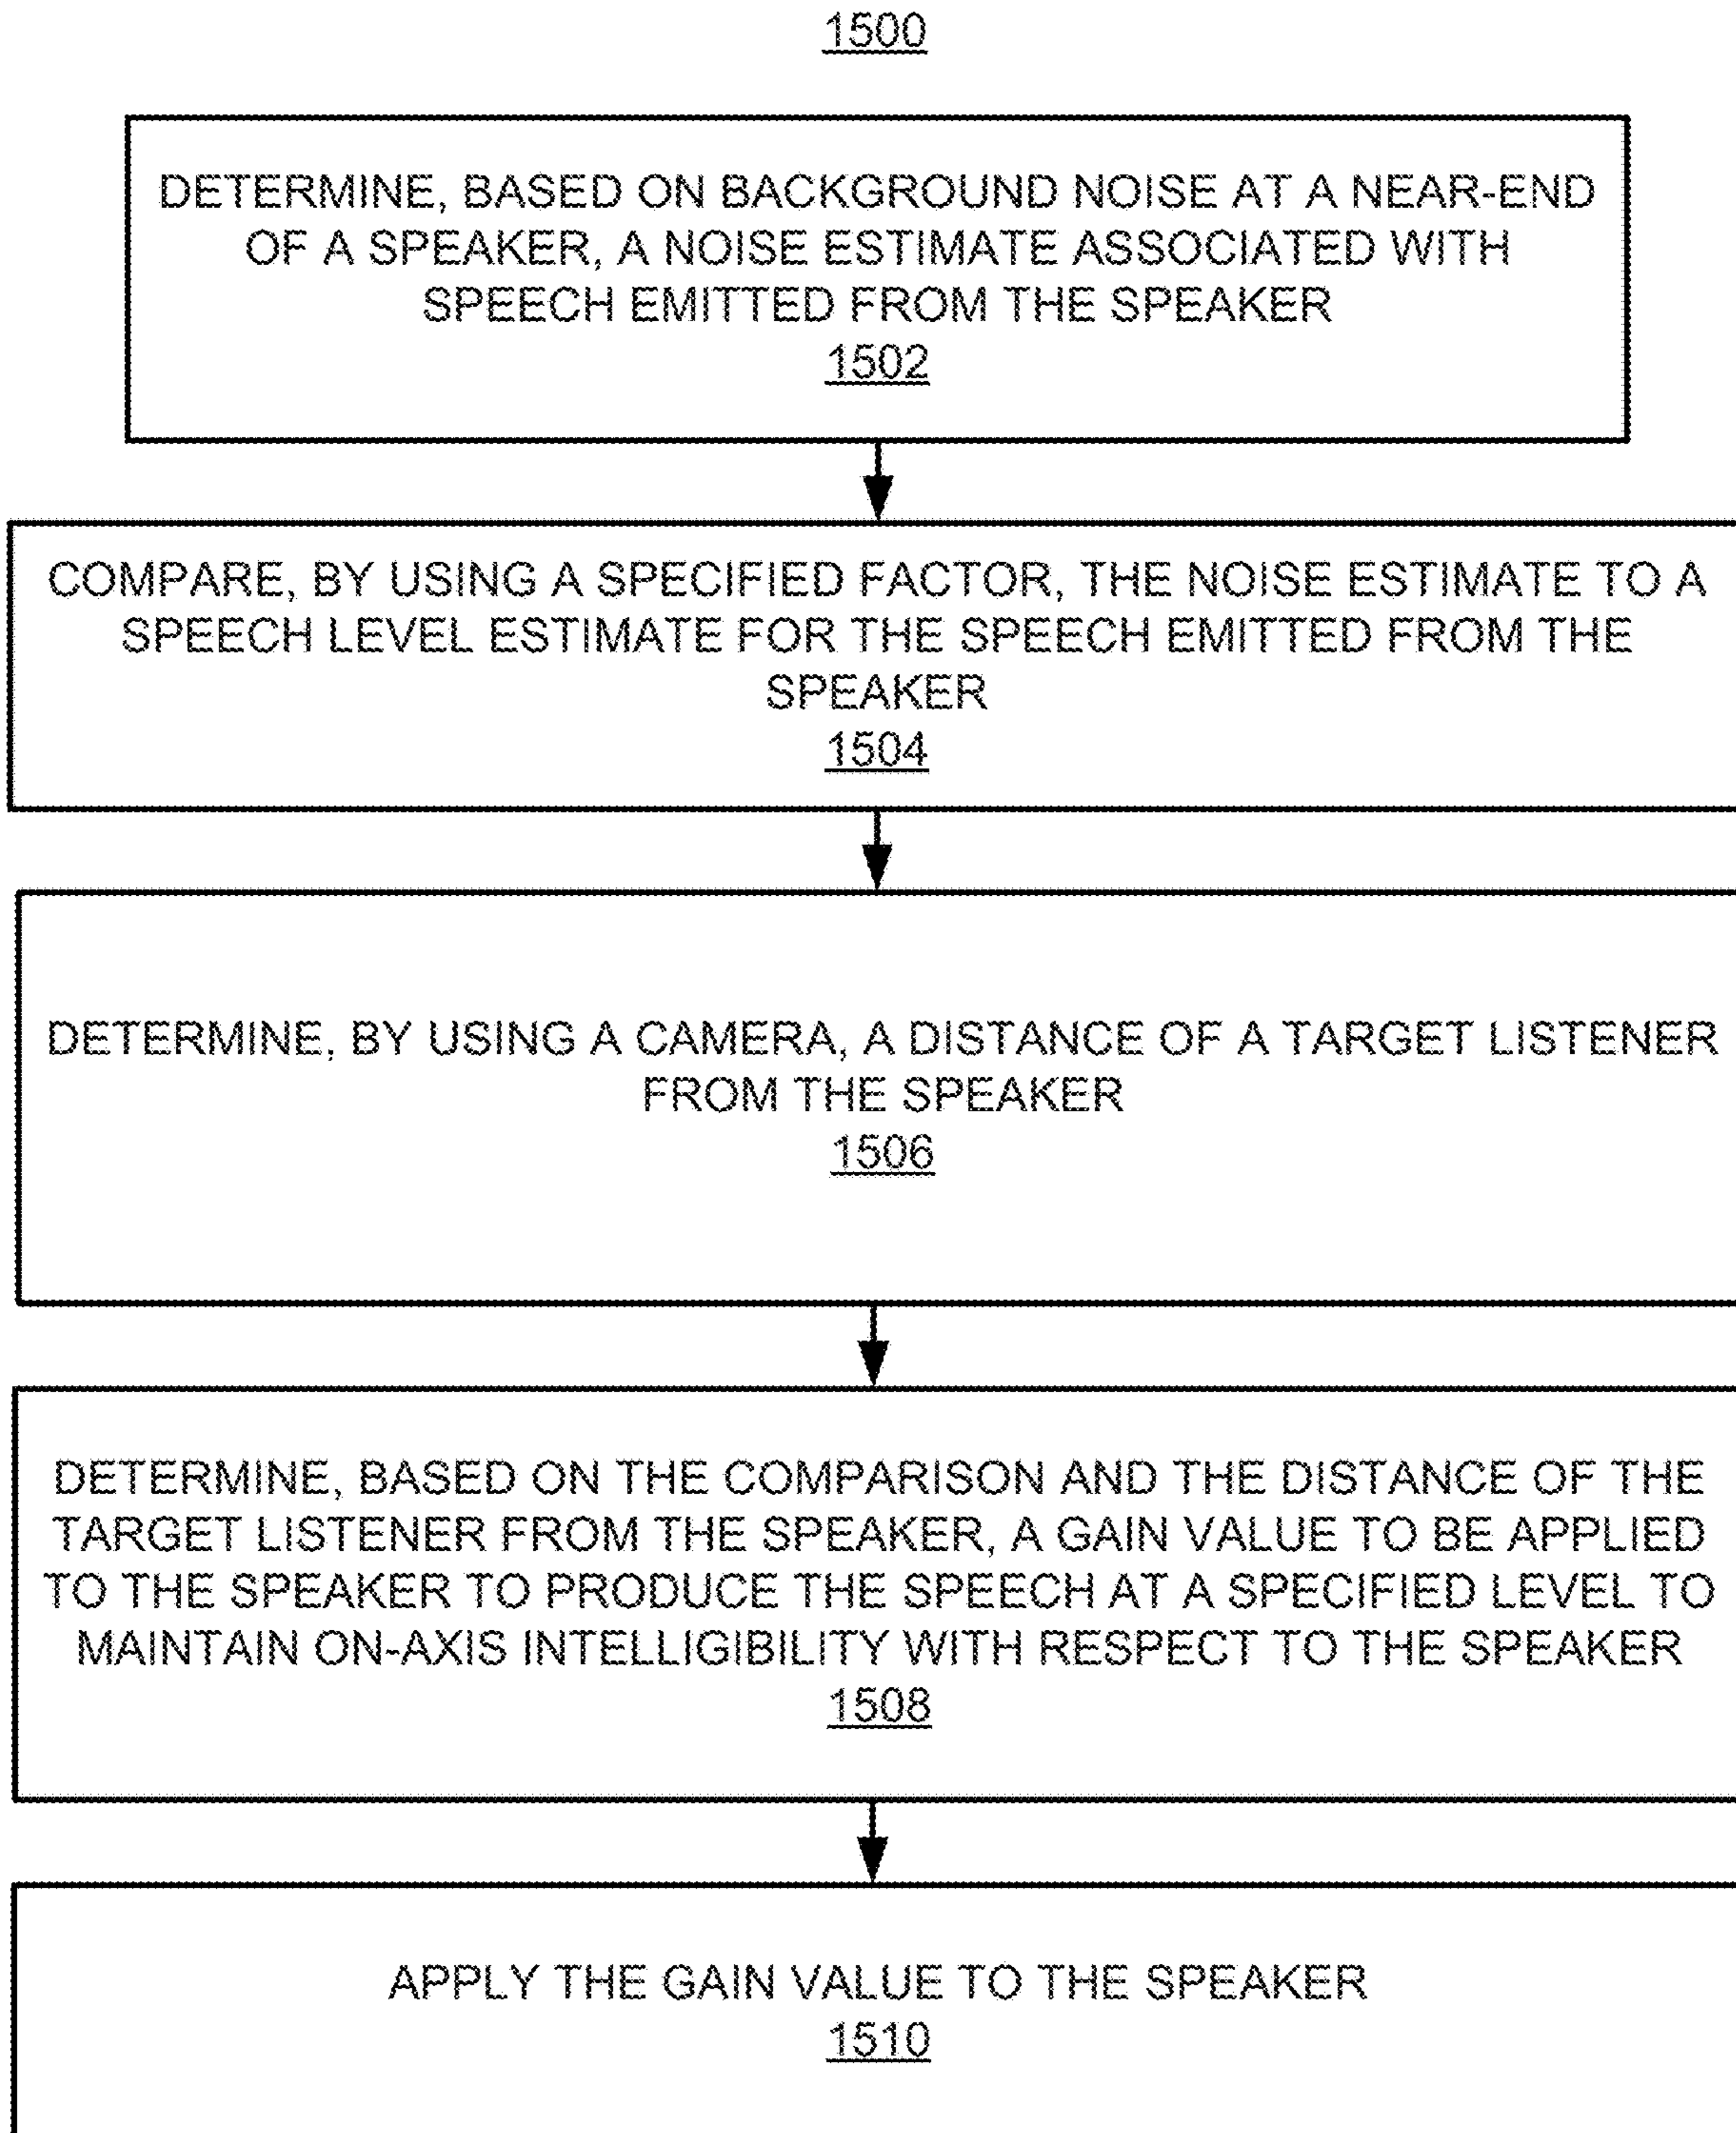 1500
DETERMINE, BASED ON BACKGROUND NOISE AT A NEAR-END
OF A SPEAKER, A NOISE ESTIMATE ASSOCIATED WITH
SPEECH EMITTED FROM THE SPEAKER
1502
COMPARE, BY USING A SPECIFIED FACTOR, THE NOISE ESTIMATE TO A
SPEECH LEVEL ESTIMATE FOR THE SPEECH EMITTED FROM THE
SPEAKER
1504
DETERMINE, BY USING A CAMERA, A DISTANCE OF A TARGET LISTENER
FROM THE SPEAKER
1506
DETERMINE, BASED ON THE COMPARISON AND THE DISTANCE OF THE
TARGET LISTENER FROM THE SPEAKER, A GAIN VALUE TO BE APPLIED
TO THE SPEAKER TO PRODUCE THE SPEECH AT A SPECIFIED LEVEL TO
MAINTAIN ON-AXIS INTELLIGIBILITY WITH RESPECT TO THE SPEAKER
1508
APPLY THE GAIN VALUE TO THE SPEAKER
1510